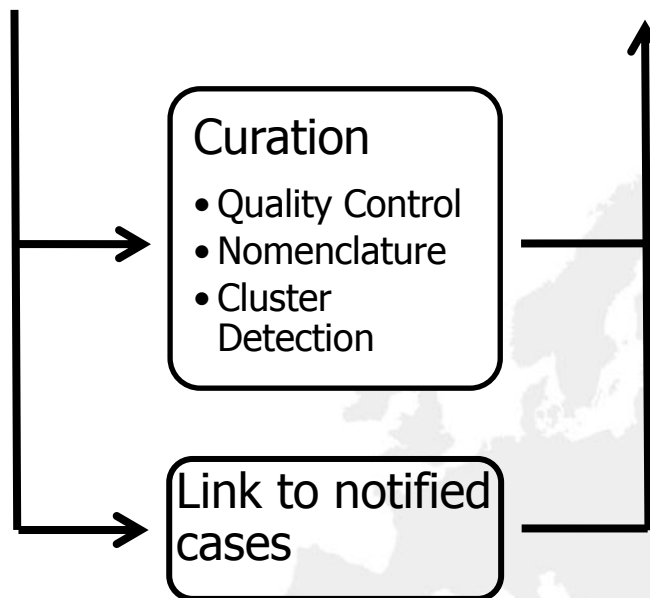 Curation
• Quality Control
• Nomenclature
• Cluster
Detection
Link to notified
cases